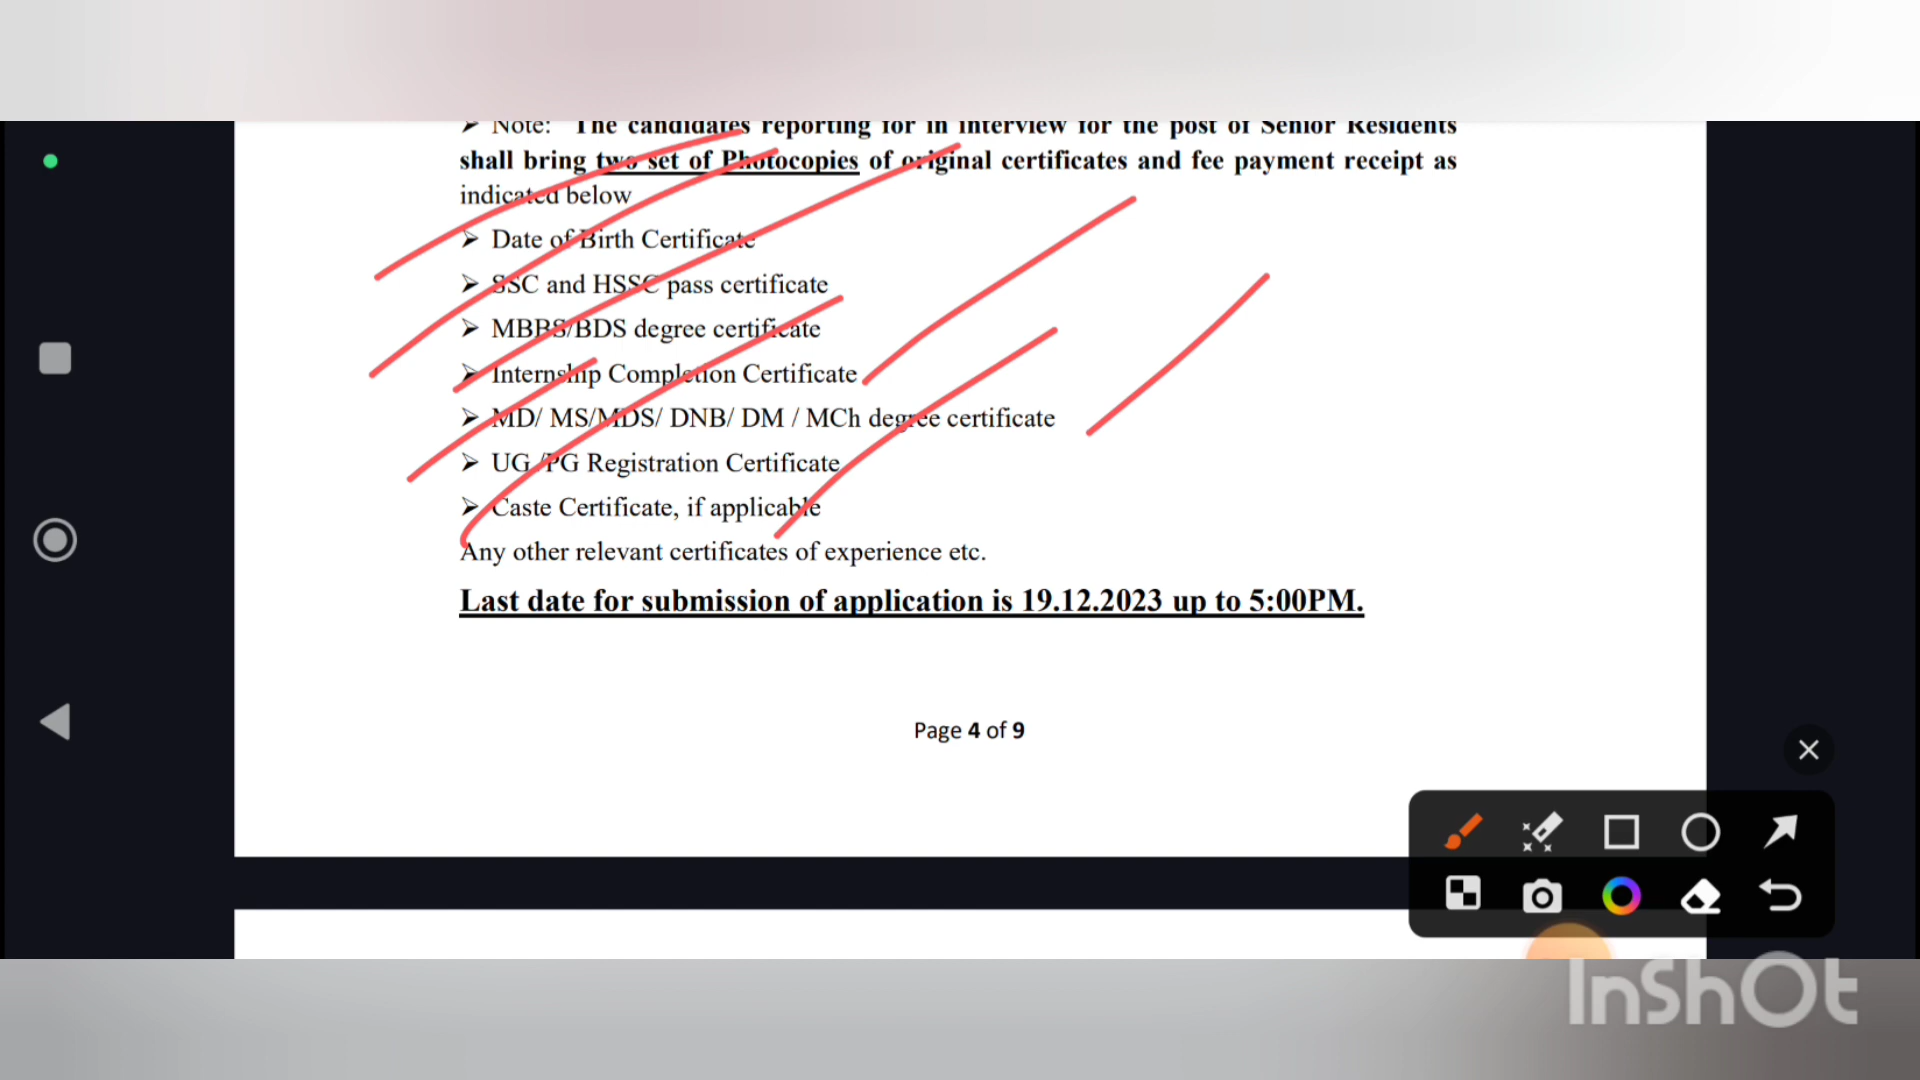 ➤ Note: The candidates reporting for in interview for the post of Senior Residents
shall bring two set of Photocopies of original certificates and fee payment receipt as
indicated below
➤ Date of Birth Certificate
➤ SSC and HSSC pass certificate
➤ MBBS/BDS degree certificate
➤ Internship Completion Certificate
➤ MD/ MS/MDS/ DNB/ DM / MCh degree certificate
➤ UG /PG Registration Certificate
➤ Caste Certificate, if applicable
Any other relevant certificates of experience etc.
Last date for submission of application is 19.12.2023 up to 5:00PM.
Page 4 of 9
InShOt